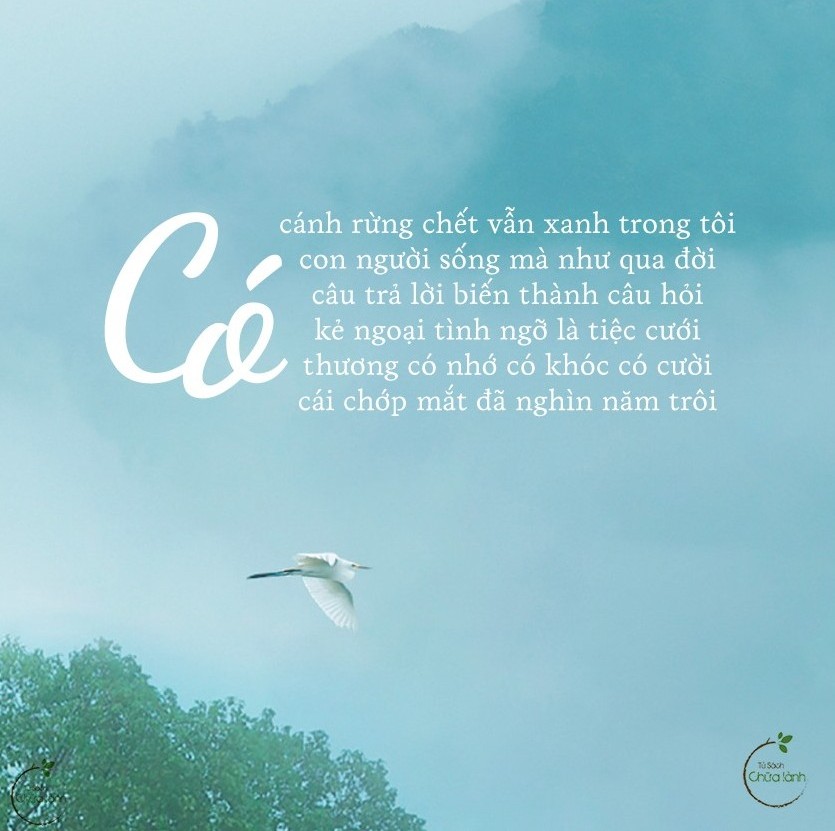 Có
cánh rừng chết vẫn xanh trong tôi
con người sống mà như qua đời
câu trả lời biến thành câu hỏi
kẻ ngoại tình ngỡ là tiệc cưới
thương có nhớ có khóc có cười
cái chớp mắt đã nghìn năm trôi
Tủ Sách
Chữa lành